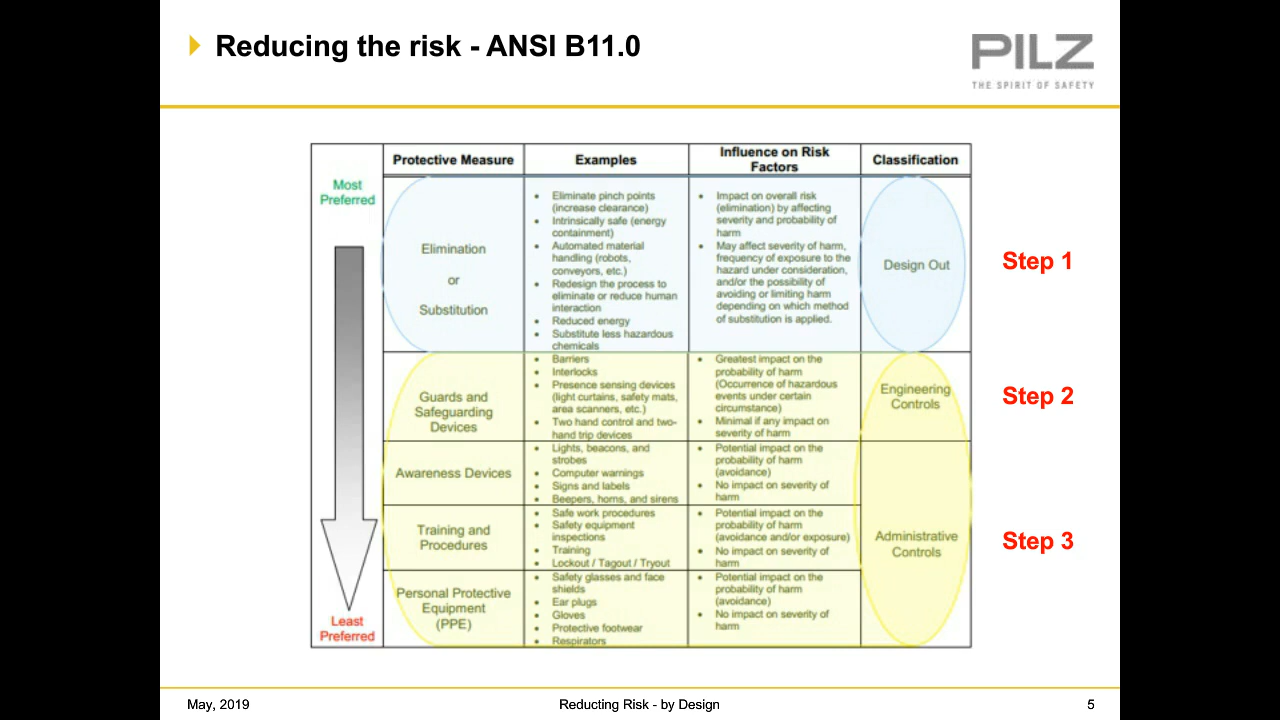 Reducing the risk - ANSI B11.0
PILZ
THE SPIRIT OF SAFETY
Protective Measure
Examples
Influence on Risk
Factors
Classification
Most
Preferred
Elimination
or
Substitution
• Eliminate pinch points
(increase clearance)
• Intrinsically safe (energy
containment)
• Automated material
handling (robots,
conveyors, etc.)
• Redesign the process to
eliminate or reduce human
interaction
• Reduced energy
• Substitute less hazardous
chemicals
• Impact on overall risk
(elimination) by affecting
severity and probability of
harm
• May affect severity of harm,
frequency of exposure to the
hazard under consideration,
and/or the possibility of
avoiding or limiting harm
depending on which method
of substitution is applied.
Design Out
Step 1
Guards and
Safeguarding
Devices
• Barriers
• Interlocks
• Presence sensing devices
(light curtains, safety mats,
area scanners, etc.)
• Two hand control and two-
hand trip devices
• Greatest impact on the
probability of harm
(Occurrence of hazardous
events under certain
circumstance)
• Minimal if any impact on
severity of harm
Engineering
Controls
Step 2
Awareness Devices
• Lights, beacons, and
strobes
• Computer warnings
• Signs and labels
• Beepers, horns, and sirens
• Potential impact on the
probability of harm
(avoidance)
• No impact on severity of
harm
Training and
Procedures
• Safe work procedures
• Safety equipment
inspections
• Training
• Lockout / Tagout / Tryout
• Potential impact on the
probability of harm
(avoidance and/or exposure)
• No impact on severity of
harm
Administrative
Controls
Step 3
Personal Protective
Equipment
(PPE)
• Safety glasses and face
shields
• Ear plugs
• Gloves
• Protective footwear
• Respirators
• Potential impact on the
probability of harm
(avoidance)
• No impact on severity of
harm
Least
Preferred
May, 2019
Reducting Risk - by Design
5